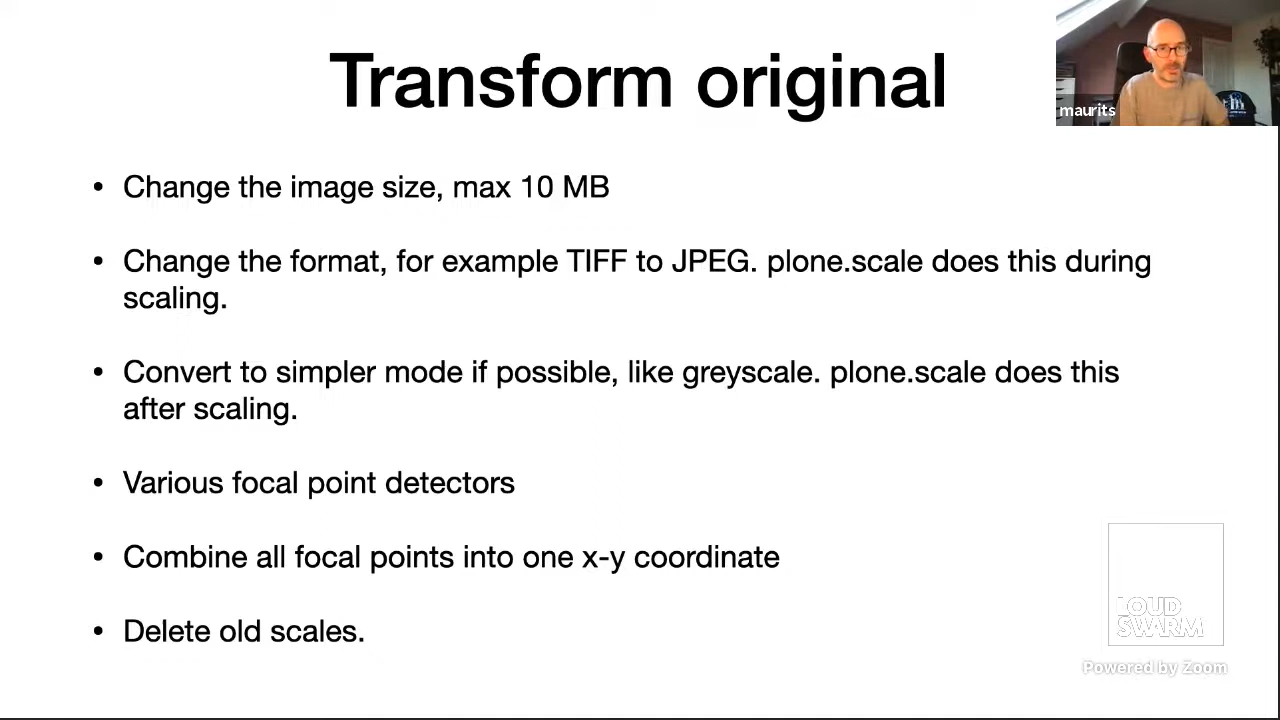 Transform original
maurits
• Change the image size, max 10 MB
• Change the format, for example TIFF to JPEG. plone.scale does this during
scaling.
• Convert to simpler mode if possible, like greyscale. plone.scale does this
after scaling.
• Various focal point detectors
• Combine all focal points into one x-y coordinate
• Delete old scales.
LOUD
SWARM
Powered by Zoom